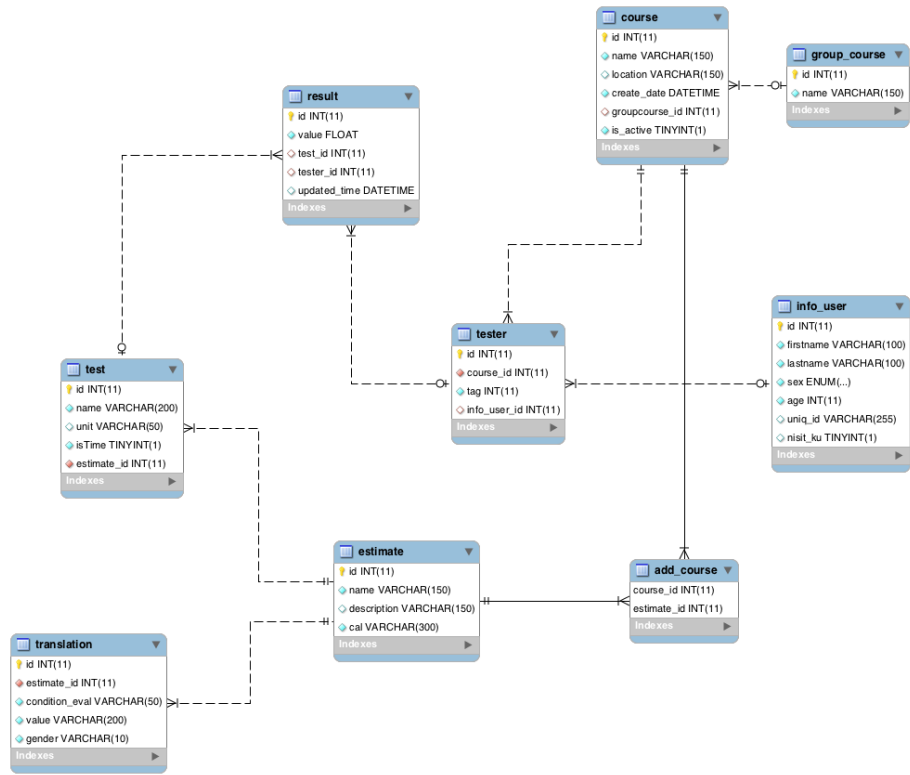 course
id INT(11)
name VARCHAR(150)
location VARCHAR(150)
create_date DATETIME
groupcourse_id INT(11)
is_active TINYINT(1)
Indexes
group_course
id INT(11)
name VARCHAR(150)
Indexes
result
id INT(11)
value FLOAT
test_id INT(11)
tester_id INT(11)
updated_time DATETIME
Indexes
info_user
id INT(11)
firstname VARCHAR(100)
lastname VARCHAR(100)
sex ENUM(...)
age INT(11)
uniq_id VARCHAR(255)
nisit_ku TINYINT(1)
Indexes
tester
id INT(11)
course_id INT(11)
tag INT(11)
info_user_id INT(11)
Indexes
test
id INT(11)
name VARCHAR(200)
unit VARCHAR(50)
isTime TINYINT(1)
estimate_id INT(11)
Indexes
estimate
id INT(11)
name VARCHAR(150)
description VARCHAR(150)
cal VARCHAR(300)
Indexes
add_course
course_id INT(11)
estimate_id INT(11)
Indexes
translation
id INT(11)
estimate_id INT(11)
condition_eval VARCHAR(50)
value VARCHAR(200)
gender VARCHAR(10)
Indexes